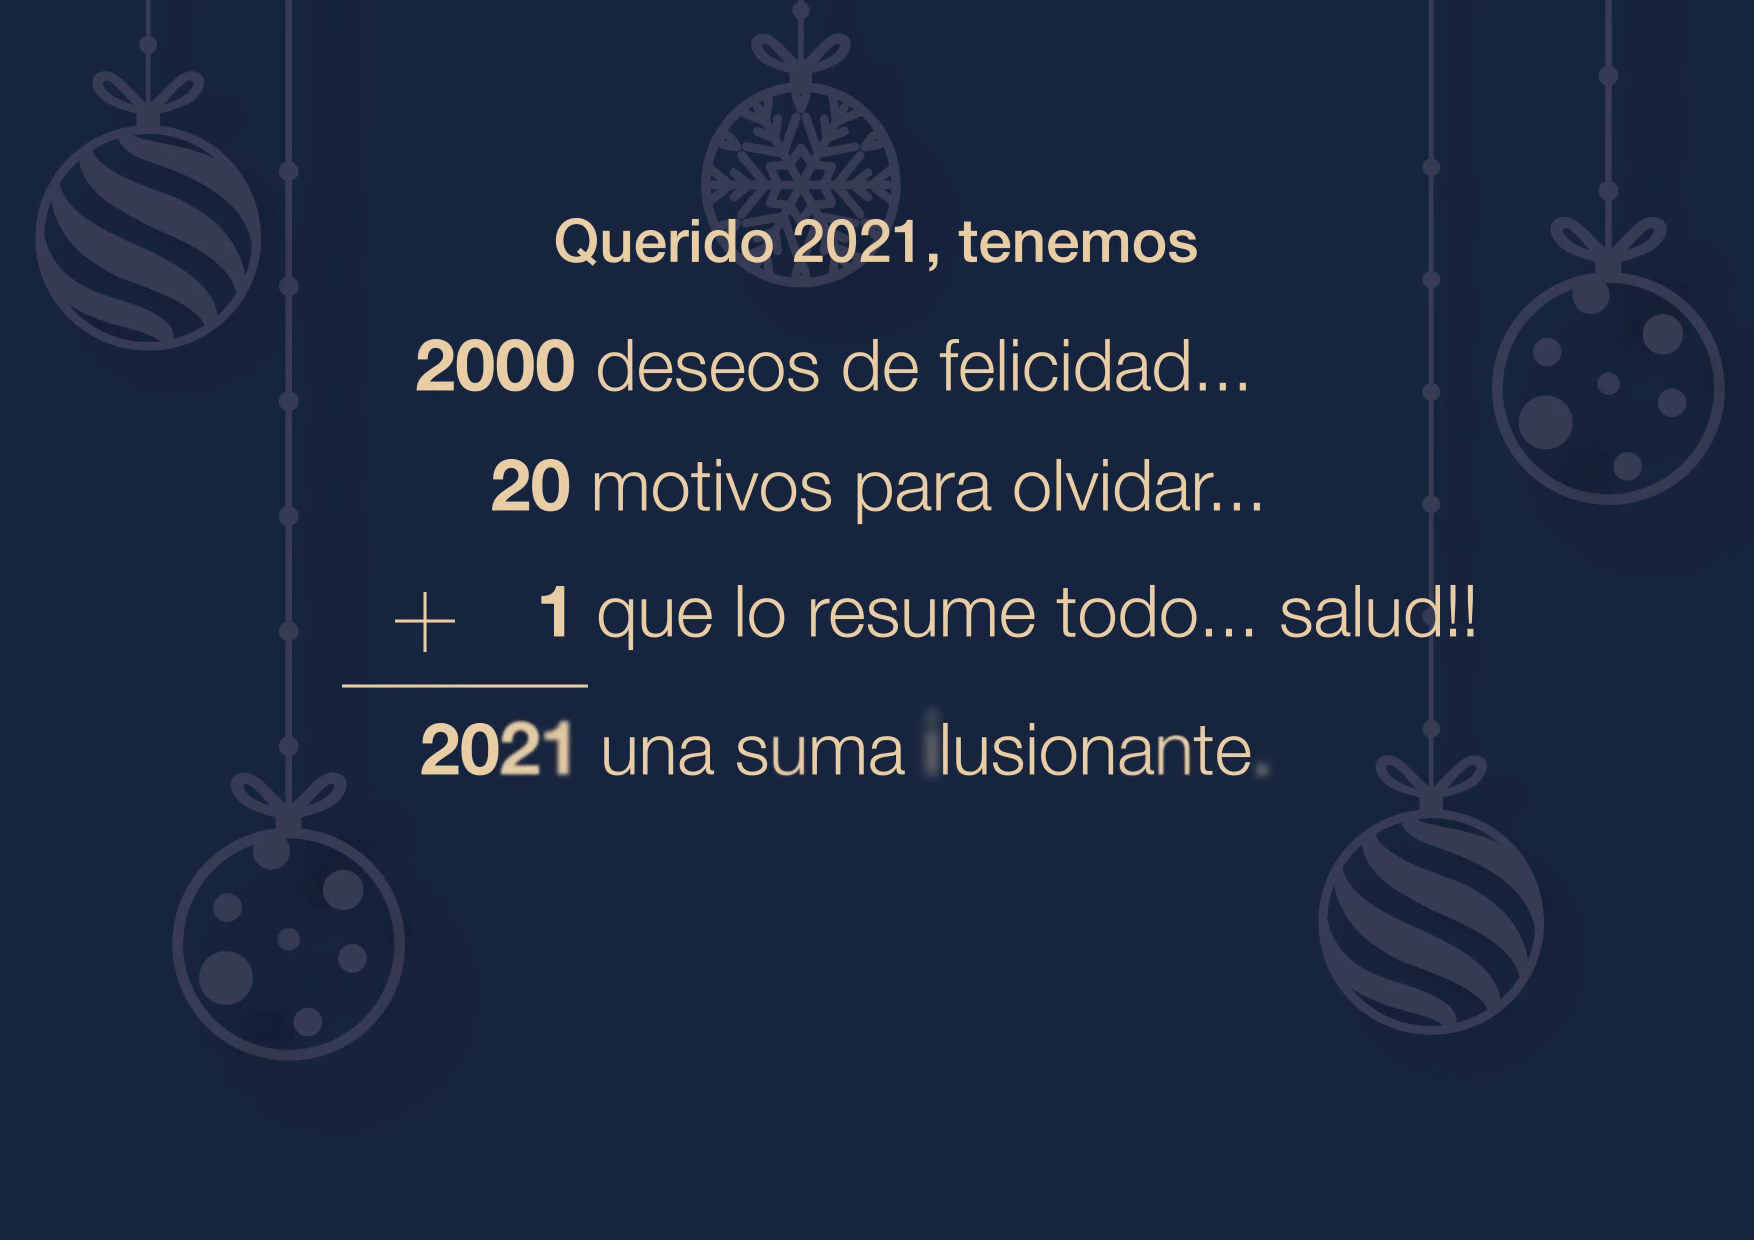 Querido 2021, tenemos
2000 deseos de felicidad...
20 motivos para olvidar...
+ 1 que lo resume todo... salud!!
2021 una suma ilusionante.